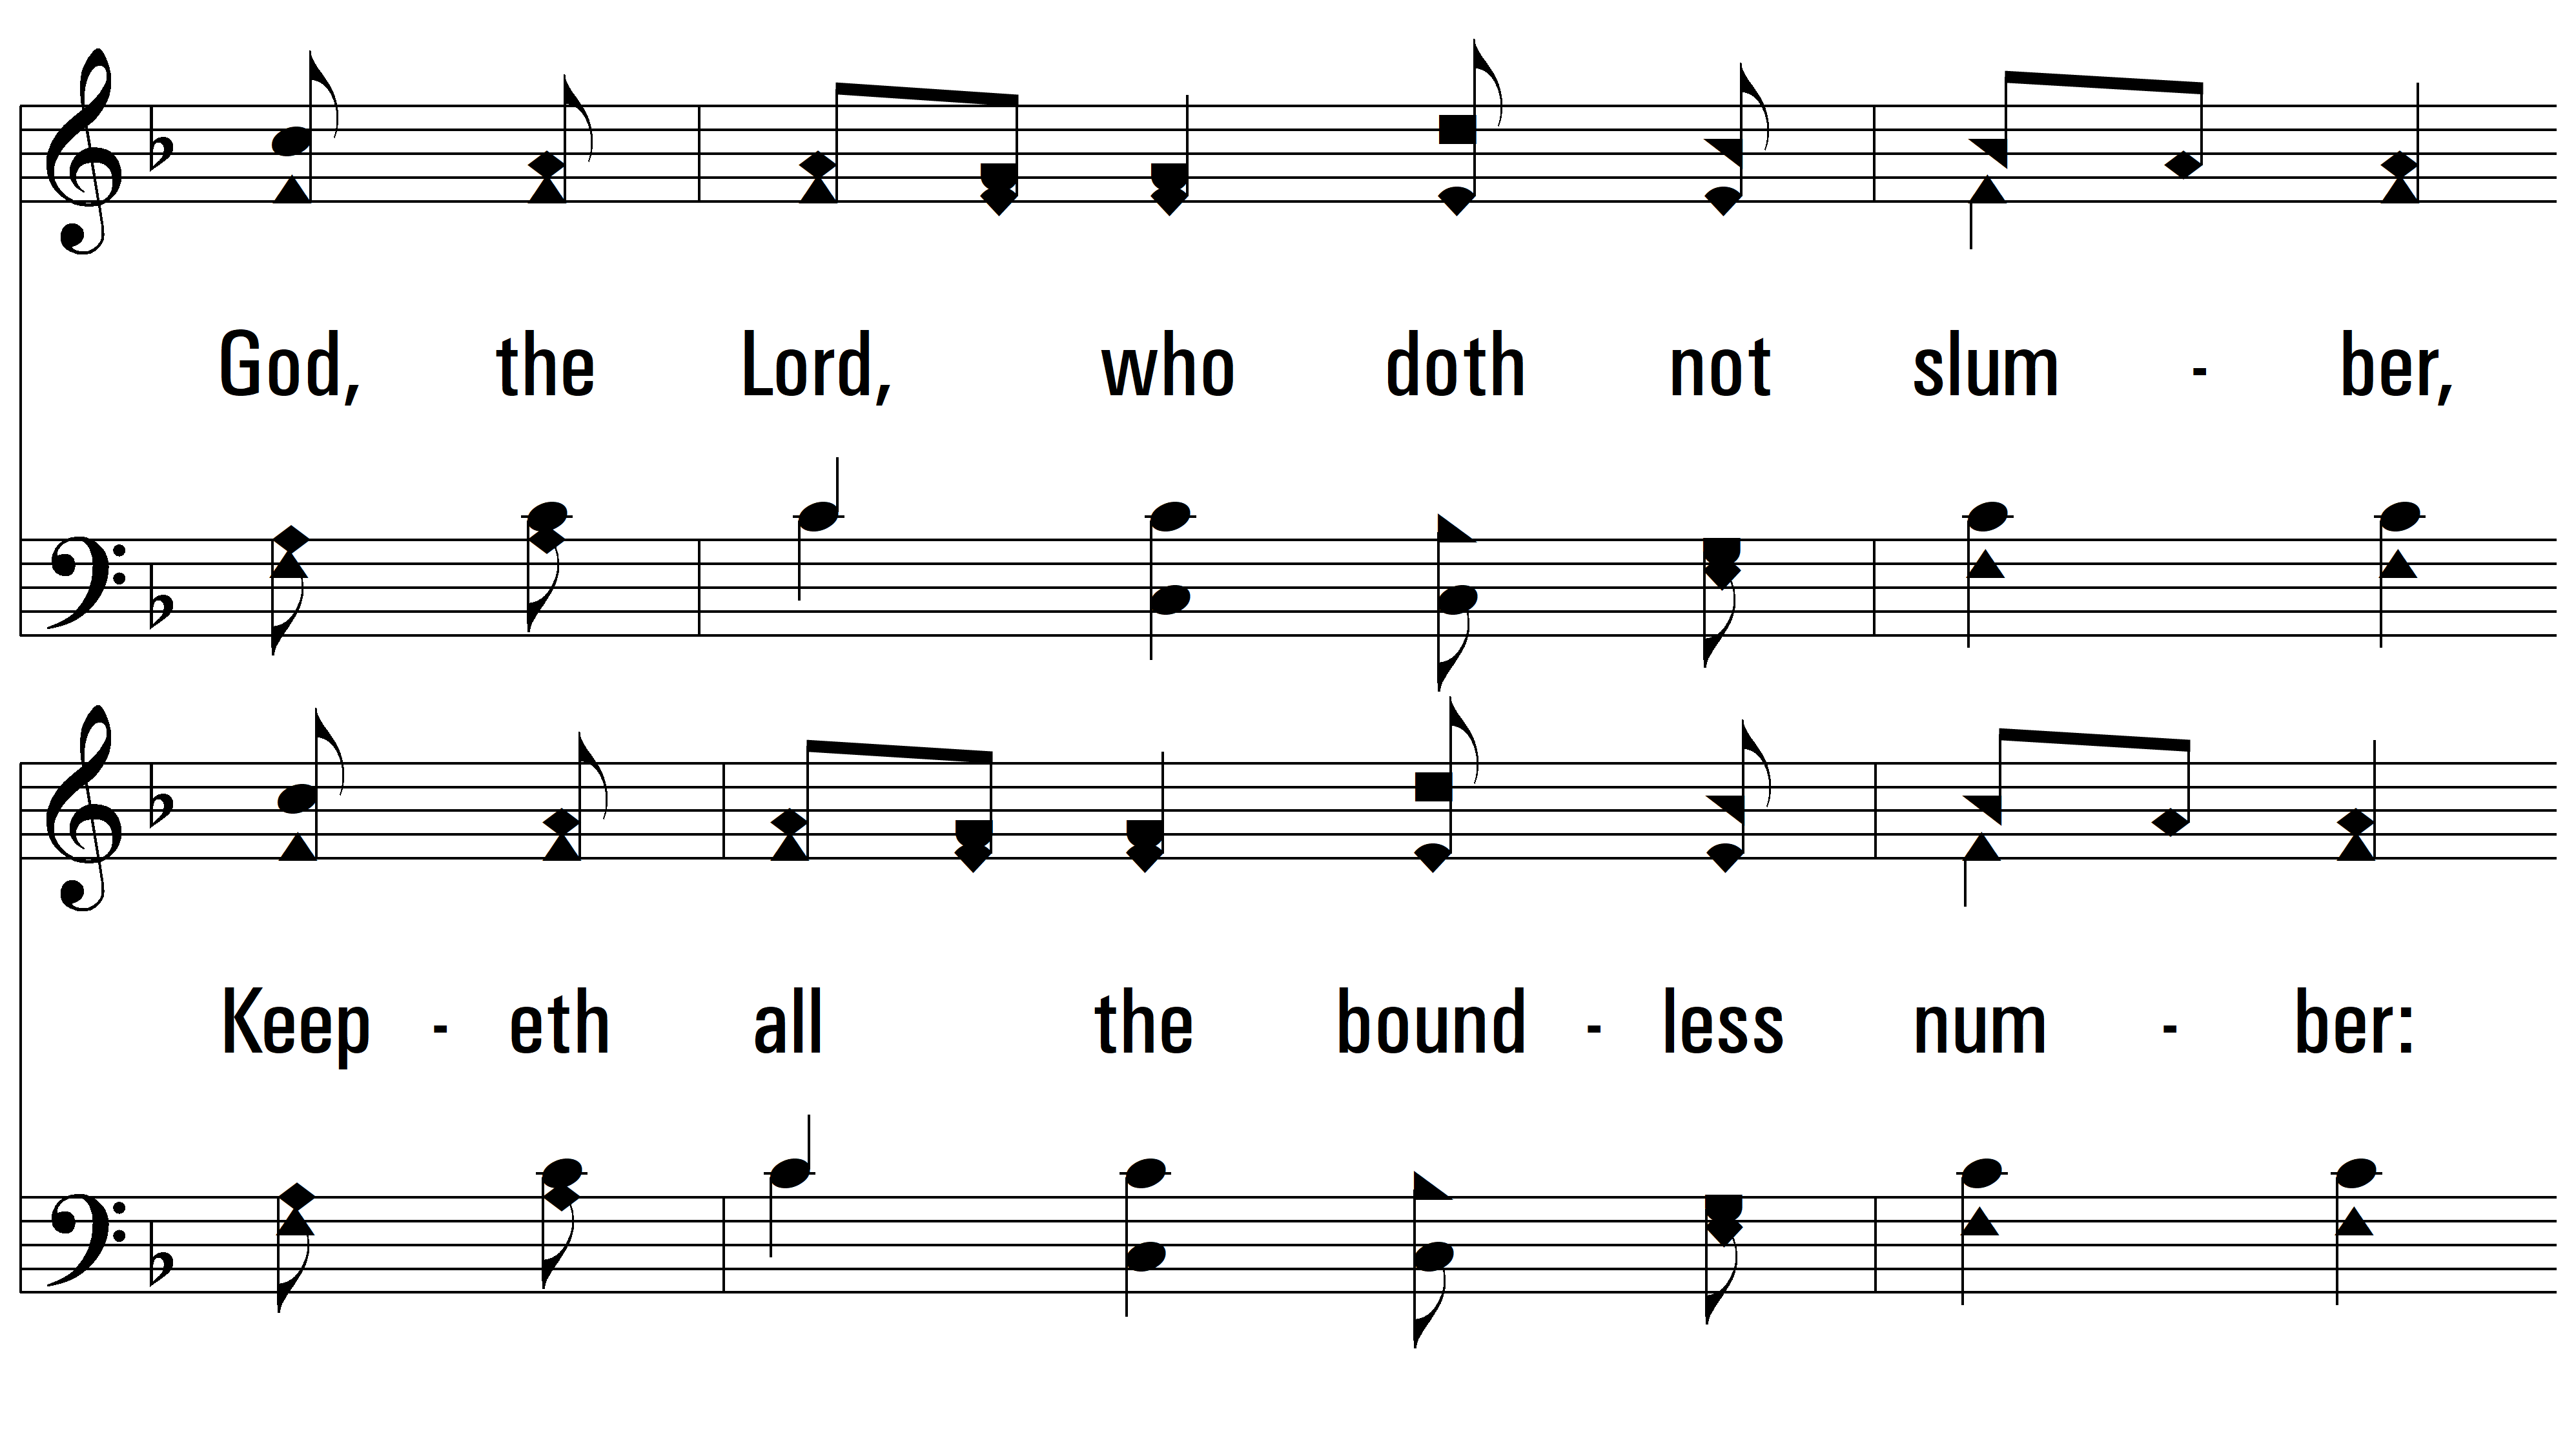 God, the Lord, who doth not slum - ber,
Keep - eth all the bound - less num - ber: